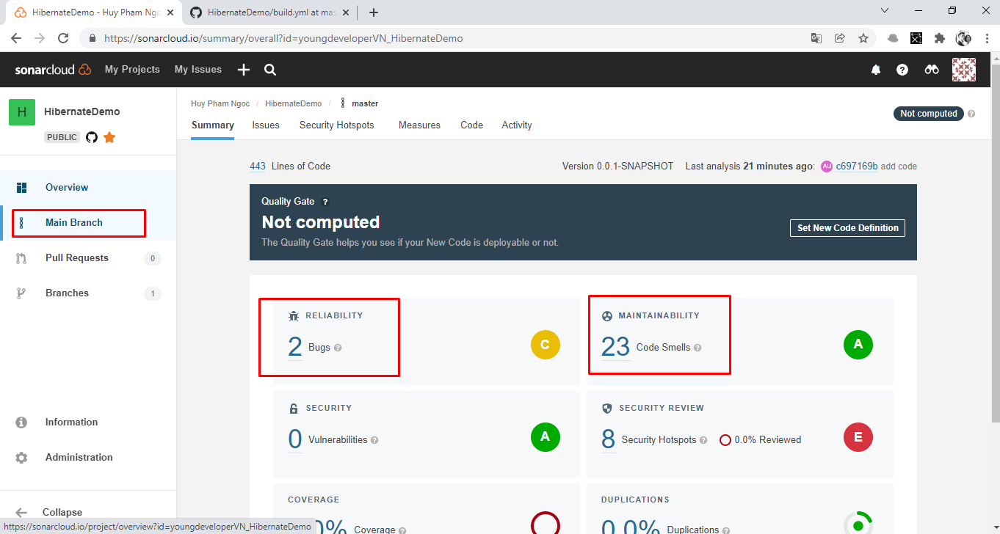 HibernateDemo - Huy Pham Ngo
HibernateDemo/build.yml at mas
https://sonarcloud.io/summary/overall?id=youngdeveloperVN_HibernateDemo
sonarcloud My Projects My Issues
H HibernateDemo
PUBLIC
Overview
Main Branch
Pull Requests 0
Branches 1
Information
Administration
Collapse
https://sonarcloud.io/project/overview?id=youngdeveloperVN_HibernateDemo
Huy Pham Ngoc / HibernateDemo / master
Not computed
Summary Issues Security Hotspots Measures Code Activity
443 Lines of Code Version 0.0.1-SNAPSHOT Last analysis 21 minutes ago: AU c697169b add code
Quality Gate ?
Not computed
The Quality Gate helps you see if your New Code is deployable or not.
Set New Code Definition
RELIABILITY
2 Bugs C
MAINTAINABILITY
23 Code Smells A
SECURITY
0 Vulnerabilities A
SECURITY REVIEW
8 Security Hotspots 0.0% Reviewed E
COVERAGE
0% Coverage
DUPLICATIONS
0.0% Duplications